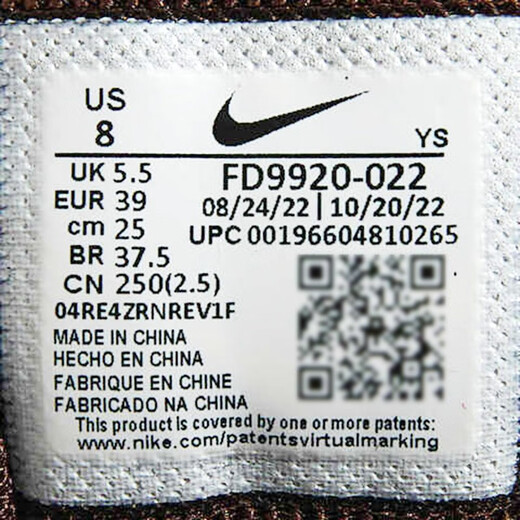 US
8
YS
UK 5.5
EUR 39
cm 25
BR 37.5
CN 250(2.5)
FD9920-022
08/24/22 | 10/20/22
UPC 00196604810265
04RE4ZRNREV1F
MADE IN CHINA
HECHO EN CHINA
FABRIQUE EN CHINE
FABRICADO NA CHINA
This product is covered by one or more patents:
www.nike.com/patentsvirtualmarking